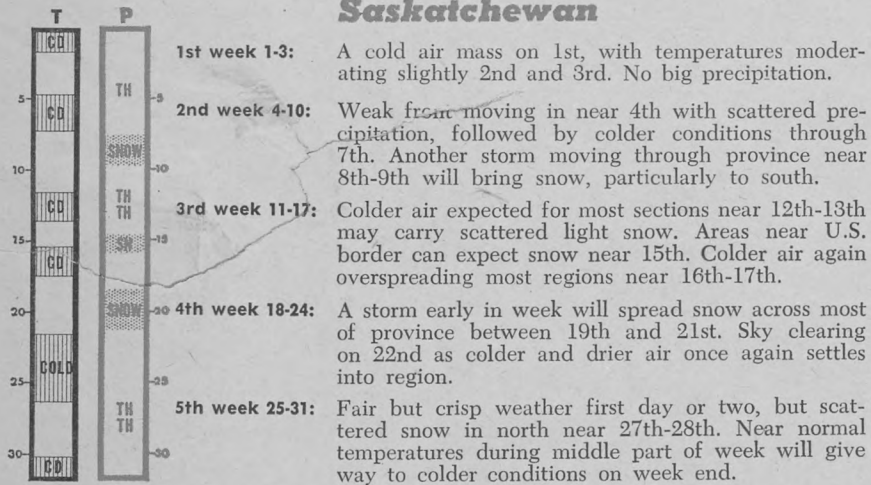 Saskatchewan
T P
CD
1st week 1-3: A cold air mass on 1st, with temperatures moder-
ating slightly 2nd and 3rd. No big precipitation.
TH
5 5
CD
2nd week 4-10: Weak front moving in near 4th with scattered pre-
cipitation, followed by colder conditions through
7th. Another storm moving through province near
8th-9th will bring snow, particularly to south.
SNOW
10 10
CD
TH
TH
3rd week 11-17: Colder air expected for most sections near 12th-13th
may carry scattered light snow. Areas near U.S.
border can expect snow near 15th. Colder air again
overspreading most regions near 16th-17th.
15 15
SN
CD
SNOW
20 20
4th week 18-24: A storm early in week will spread snow across most
of province between 19th and 21st. Sky clearing
on 22nd as colder and drier air once again settles
into region.
COLD
25 25
TH
TH
5th week 25-31: Fair but crisp weather first day or two, but scat-
tered snow in north near 27th-28th. Near normal
temperatures during middle part of week will give
way to colder conditions on week end.
30 30
CD